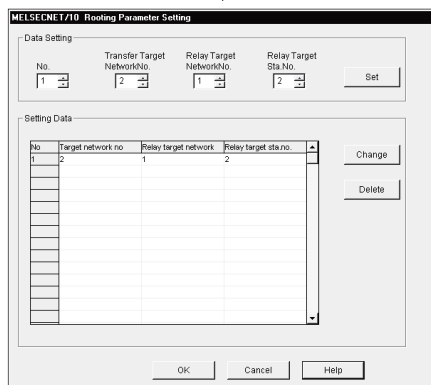 MELSECNET/10 Rooting Parameter Setting
Data Setting
No.
Transfer Target NetworkNo.
Relay Target NetworkNo.
Relay Target Sta.No.
1
2
1
2
Set
Setting Data
No Target network no Relay target network Relay target sta.no.
1 2 1 2
Change
Delete
OK Cancel Help